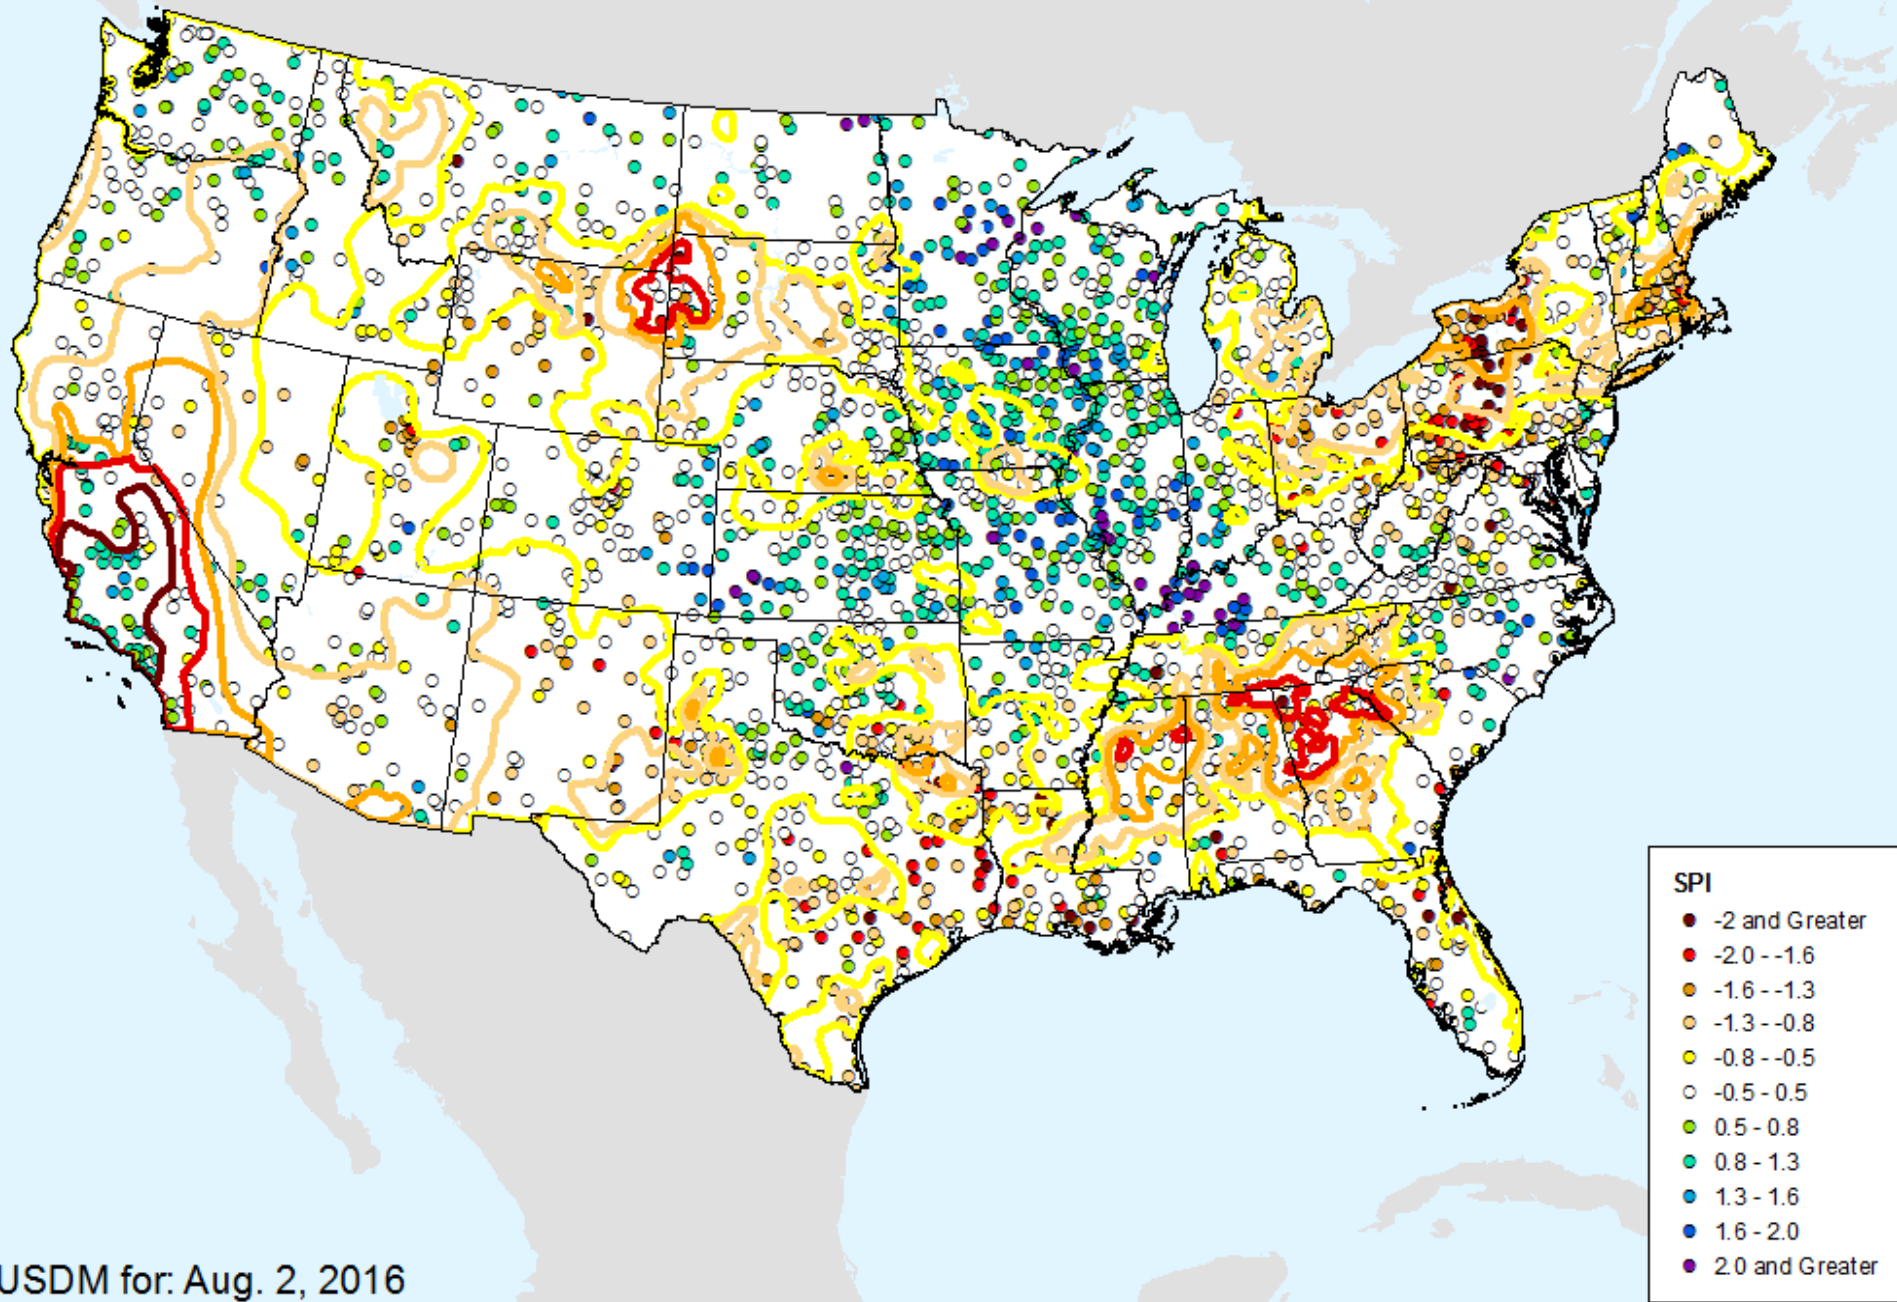 SPI
-2 and Greater
-2.0 - -1.6
-1.6 - -1.3
-1.3 - -0.8
-0.8 - -0.5
-0.5 - 0.5
0.5 - 0.8
0.8 - 1.3
1.3 - 1.6
1.6 - 2.0
2.0 and Greater
USDM for: Aug. 2, 2016